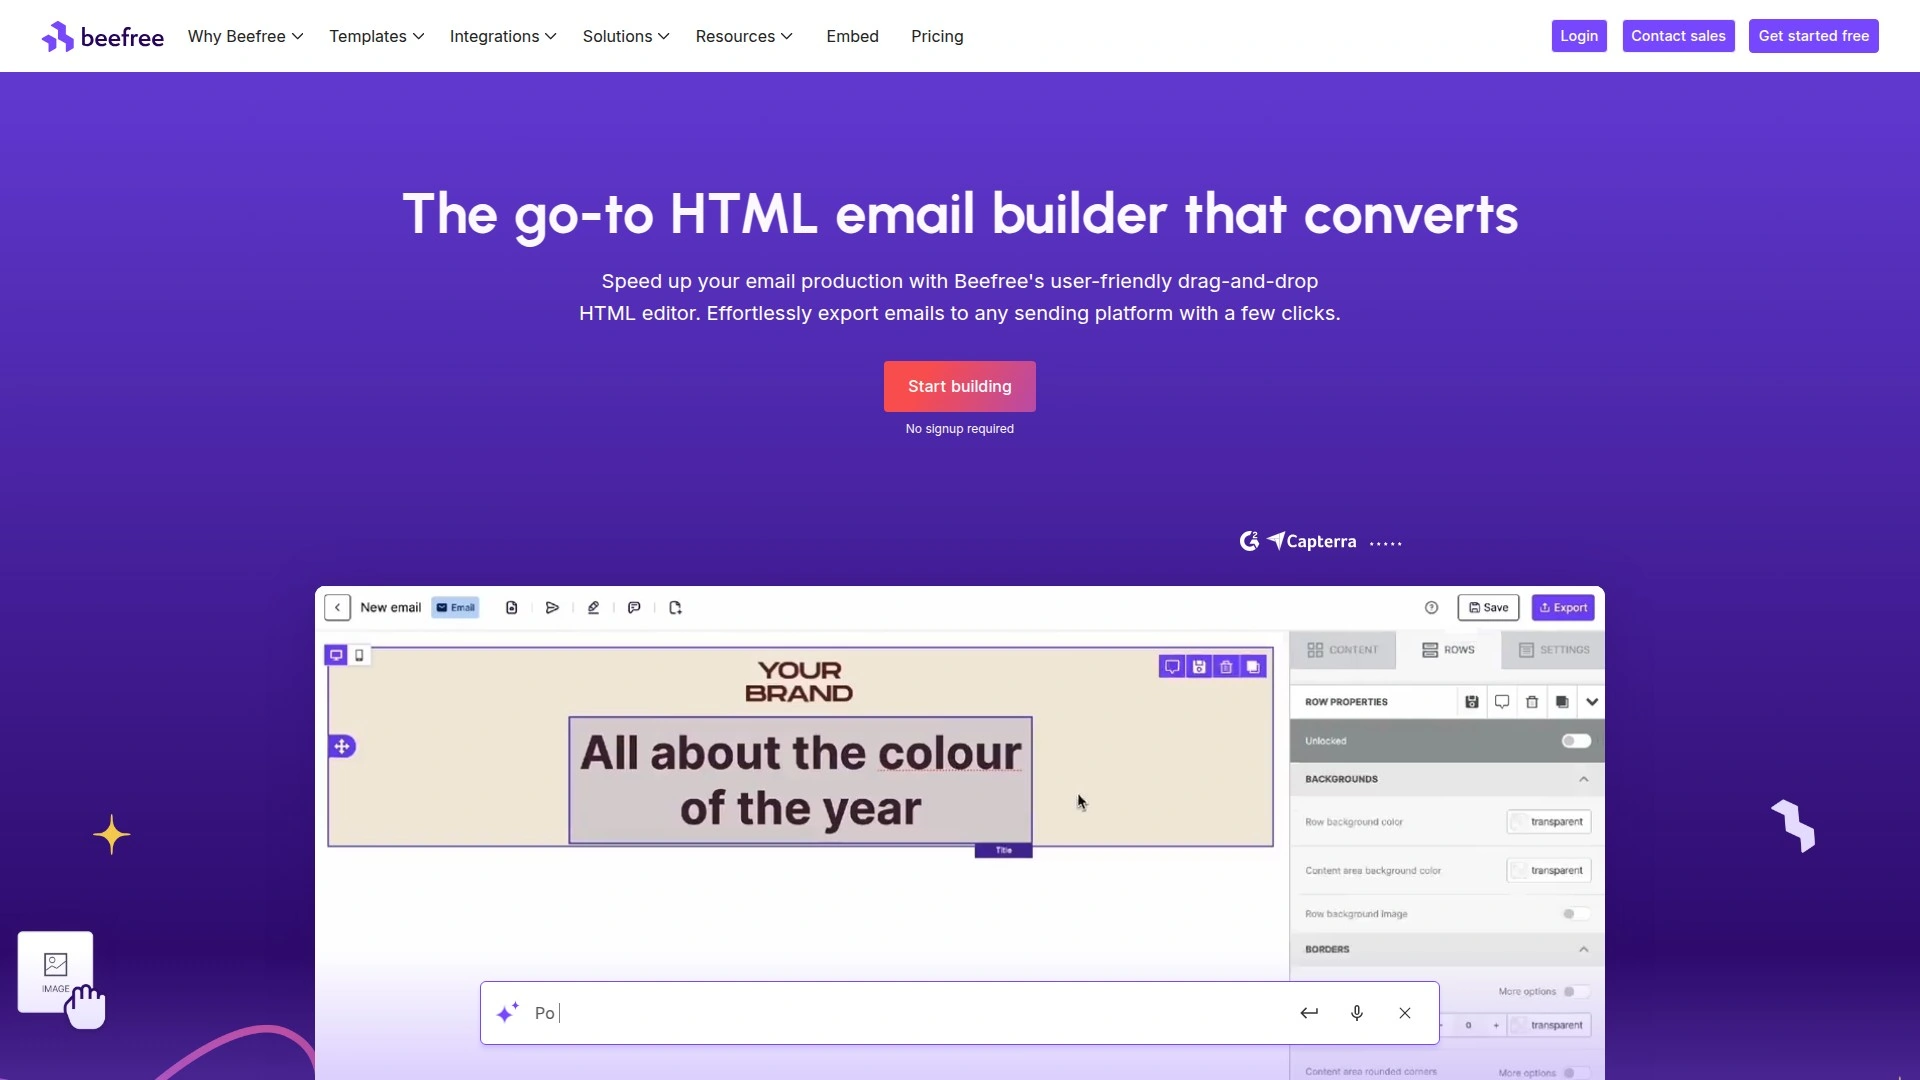 beefree Why Beefree Templates Integrations Solutions Resources Embed Pricing Login Contact sales Get started free
The go-to HTML email builder that converts
Speed up your email production with Beefree's user-friendly drag-and-drop
HTML editor. Effortlessly export emails to any sending platform with a few clicks.
Start building
No signup required
G2 Capterra
New email Email Save Export
CONTENT ROWS SETTINGS
YOUR
BRAND
ROW PROPERTIES
All about the colour
of the year
Title
Unlocked
BACKGROUNDS
Row background color transparent
Content area background color transparent
Row background image
BORDERS
IMAGE
More options
Po
0 + transparent
Content area rounded corners More options